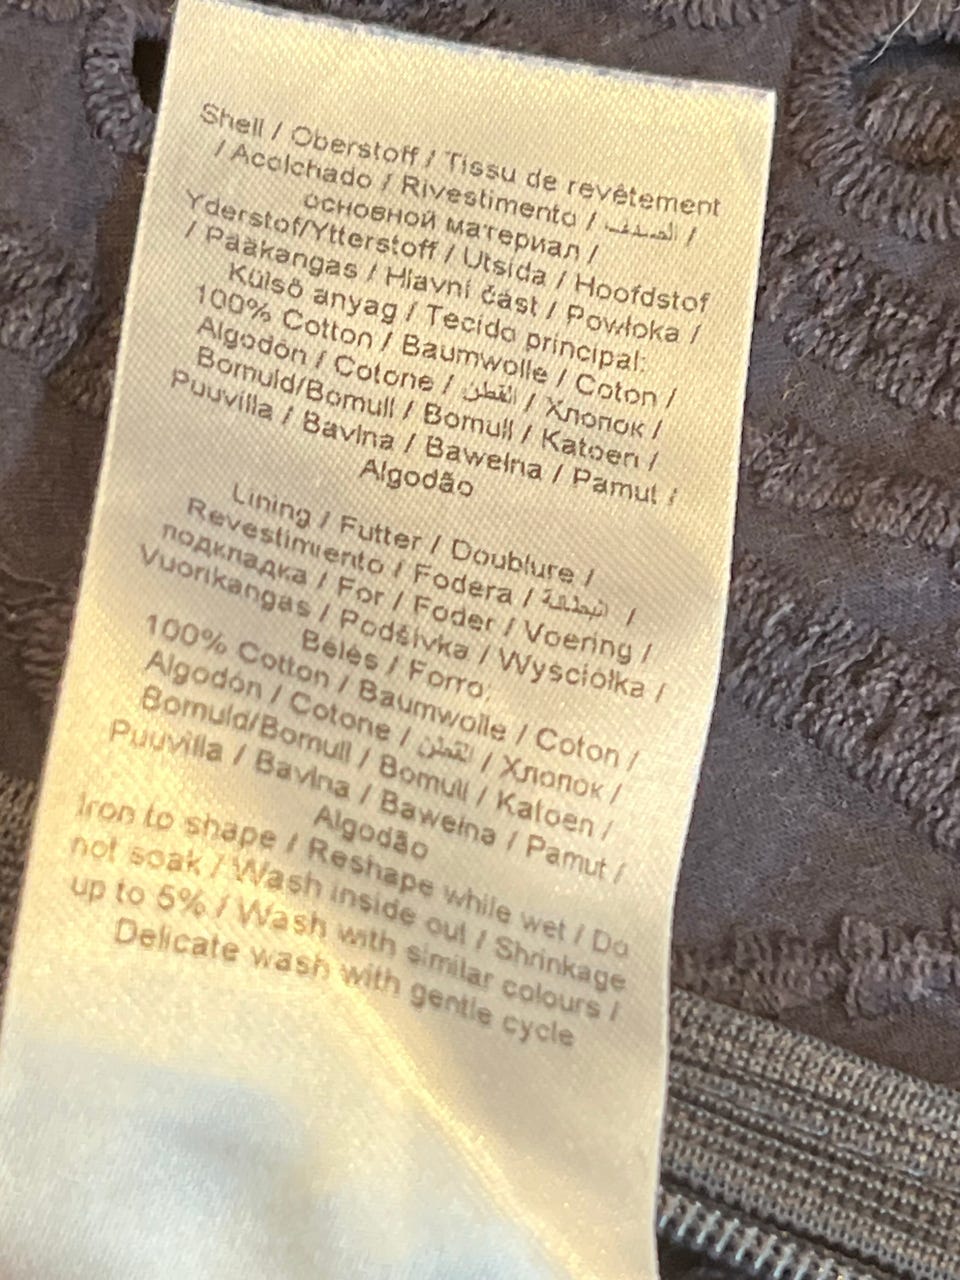 Shell / Oberstoff / Tissu de revêtement
/ Acolchado / Rivestimento / الصدف /
основной материал /
Yderstof/Ytterstoff / Utsida / Hoofdstof
/ Pääkangas / Hlavní část / Powłoka /
Külső anyag / Tecido principal:
100% Cotton / Baumwolle / Coton /
Algodón / Cotone / القطن / Хлопок /
Bomuld/Bomull / Bomull / Katoen /
Puuvilla / Bavlna / Bawełna / Pamut /
Algodão
Lining / Futter / Doublure /
Revestimiento / Fodera / البطانة /
подкладка / For / Foder / Voering /
Vuorikangas / Podšívka / Wyściółka /
Bélés / Forro:
100% Cotton / Baumwolle / Coton /
Algodón / Cotone / القطن / Хлопок /
Bomuld/Bomull / Bomull / Katoen /
Puuvilla / Bavlna / Bawełna / Pamut /
Algodão
Iron to shape / Reshape while wet / Do
not soak / Wash inside out / Shrinkage
up to 5% / Wash with similar colours /
Delicate wash with gentle cycle